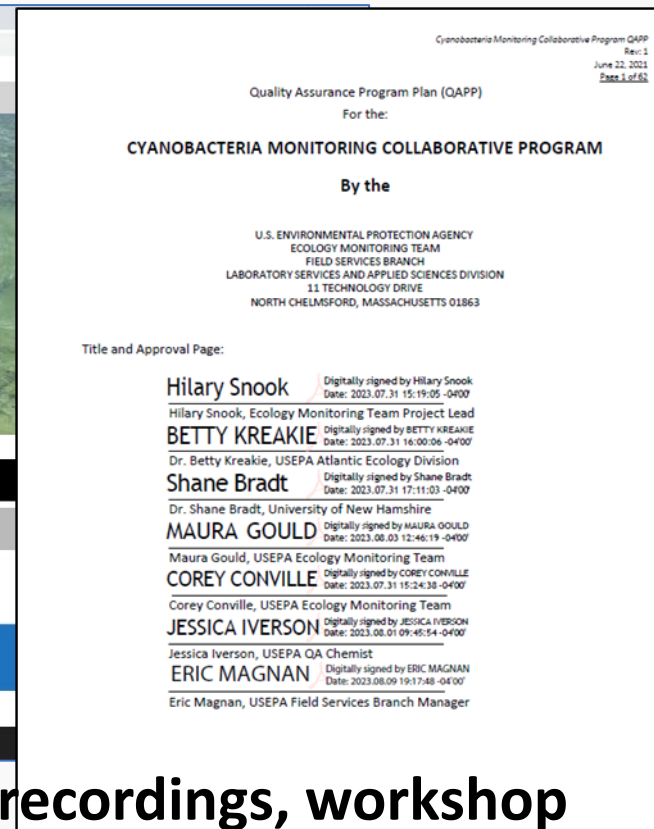 Cyanobacteria Monitoring Collaborative Program QAPP
Rev: 1
June 22, 2021
Page 1 of 62
Quality Assurance Program Plan (QAPP)
For the:
CYANOBACTERIA MONITORING COLLABORATIVE PROGRAM
By the
U.S. ENVIRONMENTAL PROTECTION AGENCY
ECOLOGY MONITORING TEAM
FIELD SERVICES BRANCH
LABORATORY SERVICES AND APPLIED SCIENCES DIVISION
11 TECHNOLOGY DRIVE
NORTH CHELMSFORD, MASSACHUSETTS 01863
Title and Approval Page:
Hilary Snook Digitally signed by Hilary Snook
Date: 2023.07.31 15:19:05 -04'00'
Hilary Snook, Ecology Monitoring Team Project Lead
BETTY KREAKIE Digitally signed by BETTY KREAKIE
Date: 2023.07.31 16:00:06 -04'00'
Dr. Betty Kreakie, USEPA Atlantic Ecology Division
Shane Bradt Digitally signed by Shane Bradt
Date: 2023.07.31 17:11:03 -04'00'
Dr. Shane Bradt, University of New Hamshire
MAURA GOULD Digitally signed by MAURA GOULD
Date: 2023.08.03 12:46:19 -04'00'
Maura Gould, USEPA Ecology Monitoring Team
COREY CONVILLE Digitally signed by COREY CONVILLE
Date: 2023.07.31 15:24:38 -04'00'
Corey Conville, USEPA Ecology Monitoring Team
JESSICA IVERSON Digitally signed by JESSICA IVERSON
Date: 2023.08.01 09:45:54 -04'00'
Jessica Iverson, USEPA QA Chemist
ERIC MAGNAN Digitally signed by ERIC MAGNAN
Date: 2023.08.09 19:17:48 -04'00'
Eric Magnan, USEPA Field Services Branch Manager
recordings, workshop